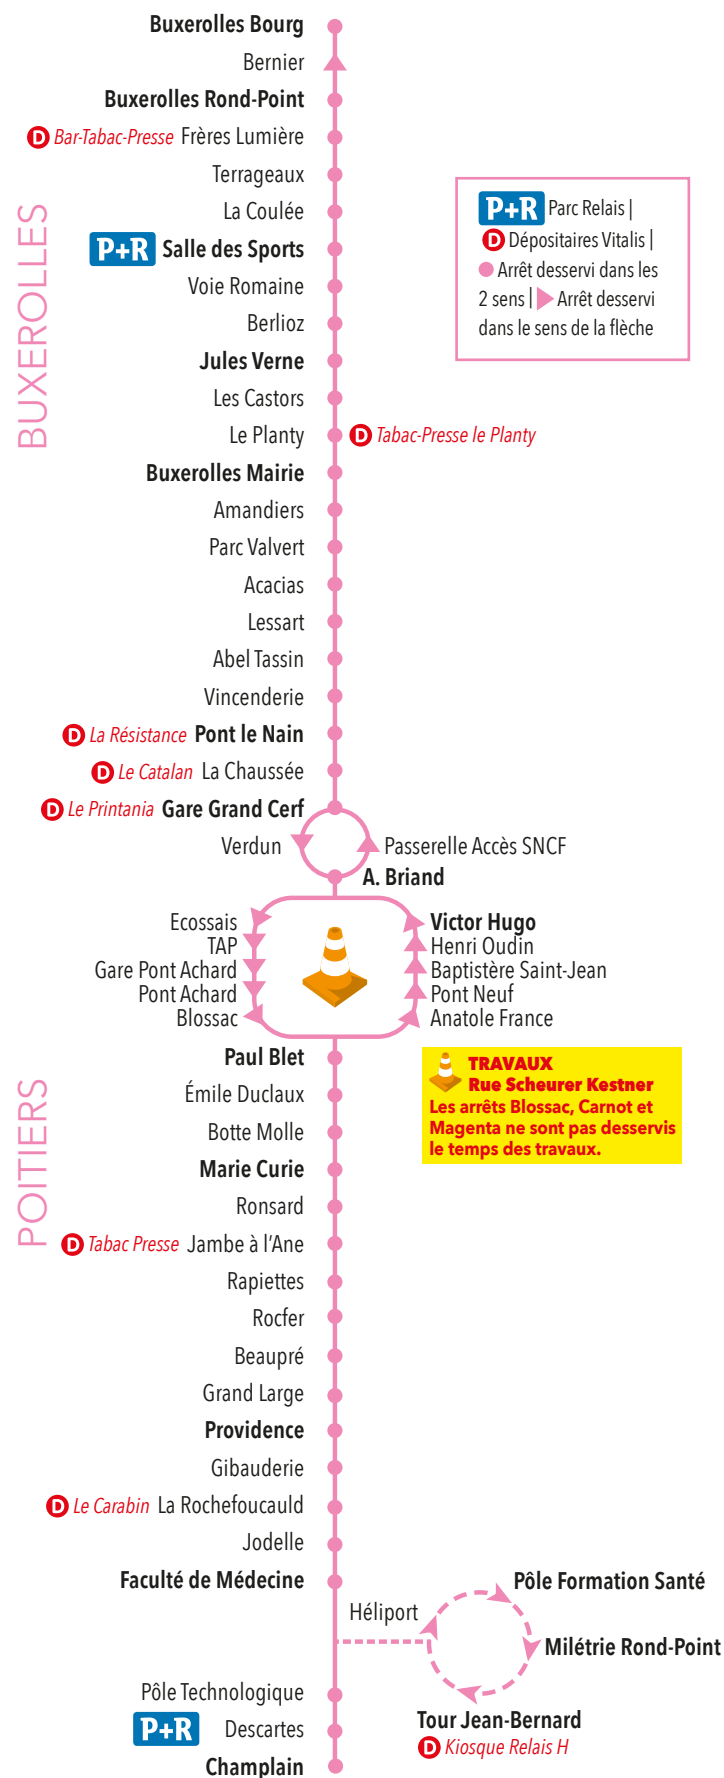 Buxerolles Bourg
Bernier
Buxerolles Rond-Point
D Bar-Tabac-Presse Frères Lumière
Terrageaux
La Coulée
P+R Salle des Sports
Voie Romaine
Berlioz
Jules Verne
Les Castors
Le Planty D Tabac-Presse le Planty
Buxerolles Mairie
Amandiers
Parc Valvert
Acacias
Lessart
Abel Tassin
Vincenderie
D La Résistance Pont le Nain
D Le Catalan La Chaussée
D Le Printania Gare Grand Cerf
BUXEROLLES
P+R Parc Relais |
D Dépositaires Vitalis |
Arrêt desservi dans les
2 sens | Arrêt desservi
dans le sens de la flèche
Verdun
Passerelle Accès SNCF
A. Briand
Ecossais
TAP
Gare Pont Achard
Pont Achard
Blossac
Victor Hugo
Henri Oudin
Baptistère Saint-Jean
Pont Neuf
Anatole France
TRAVAUX
Rue Scheurer Kestner
Les arrêts Blossac, Carnot et
Magenta ne sont pas desservis
le temps des travaux.
POITIERS
Paul Blet
Émile Duclaux
Botte Molle
Marie Curie
Ronsard
D Tabac Presse Jambe à l'Ane
Rapiettes
Rocfer
Beaupré
Grand Large
Providence
Gibauderie
D Le Carabin La Rochefoucauld
Jodelle
Faculté de Médecine
Héliport
Pôle Formation Santé
Milétrie Rond-Point
Tour Jean-Bernard
D Kiosque Relais H
Pôle Technologique
P+R Descartes
Champlain